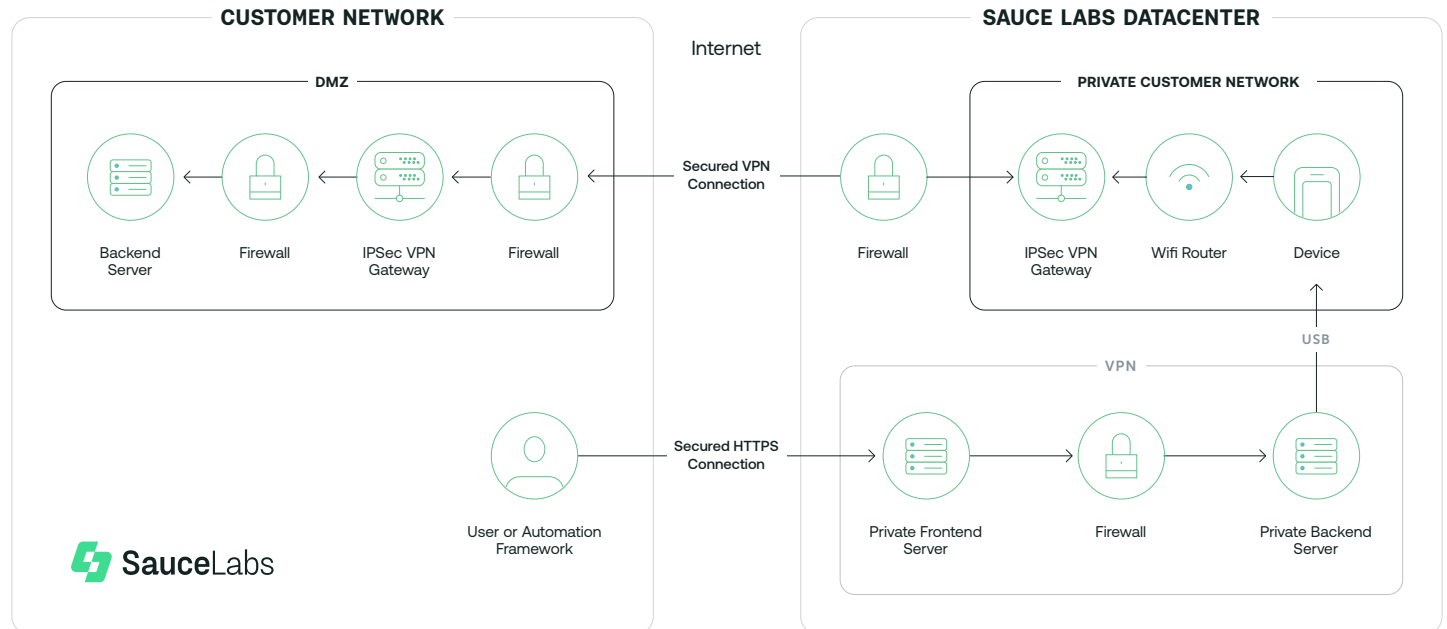 CUSTOMER NETWORK
SAUCE LABS DATACENTER
Internet
DMZ
PRIVATE CUSTOMER NETWORK
Secured VPN
Connection
Backend
Server
Firewall
IPSec VPN
Gateway
Firewall
Firewall
IPSec VPN
Gateway
Wifi Router
Device
USB
VPN
Secured HTTPS
Connection
User or Automation
Framework
Private Frontend
Server
Firewall
Private Backend
Server
SauceLabs